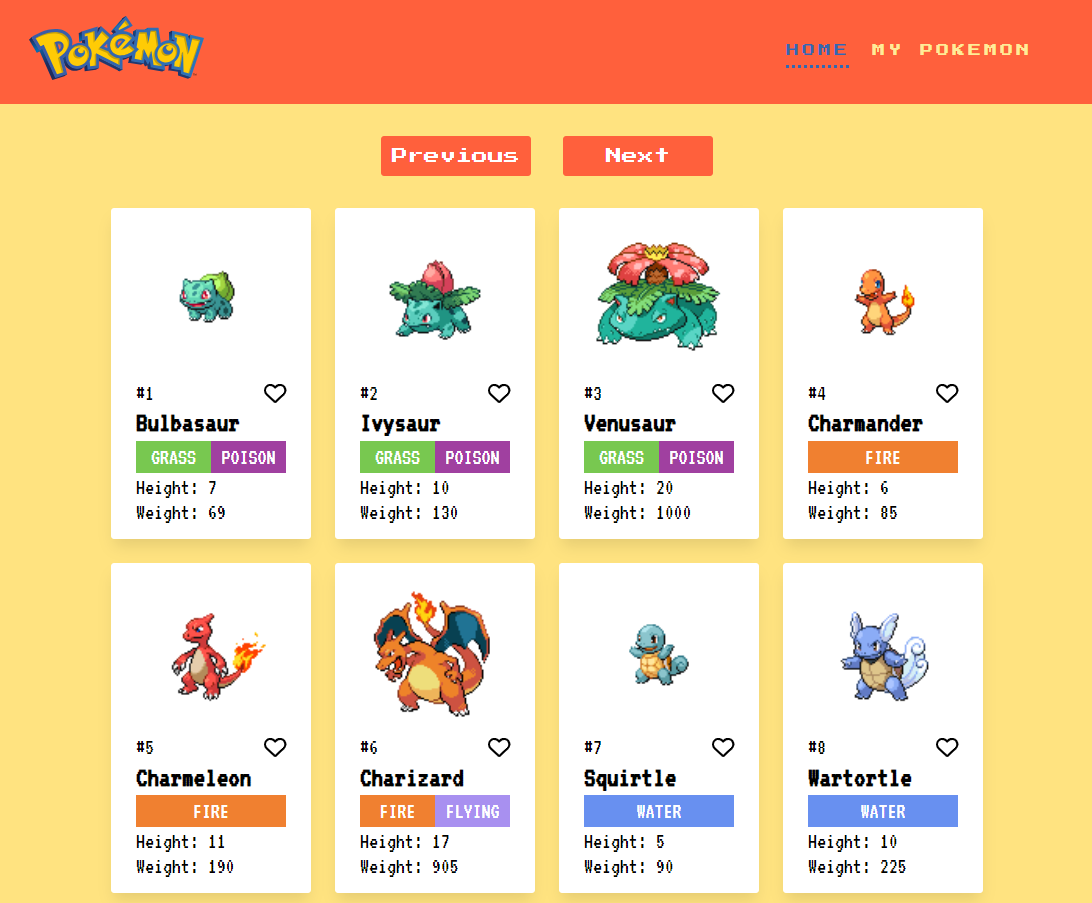 Pokémon
HOME MY POKEMON
Previous Next
#1
Bulbasaur
GRASS POISON
Height: 7
Weight: 69
#2
Ivysaur
GRASS POISON
Height: 10
Weight: 130
#3
Venusaur
GRASS POISON
Height: 20
Weight: 1000
#4
Charmander
FIRE
Height: 6
Weight: 85
#5
Charmeleon
FIRE
Height: 11
Weight: 190
#6
Charizard
FIRE FLYING
Height: 17
Weight: 905
#7
Squirtle
WATER
Height: 5
Weight: 90
#8
Wartortle
WATER
Height: 10
Weight: 225